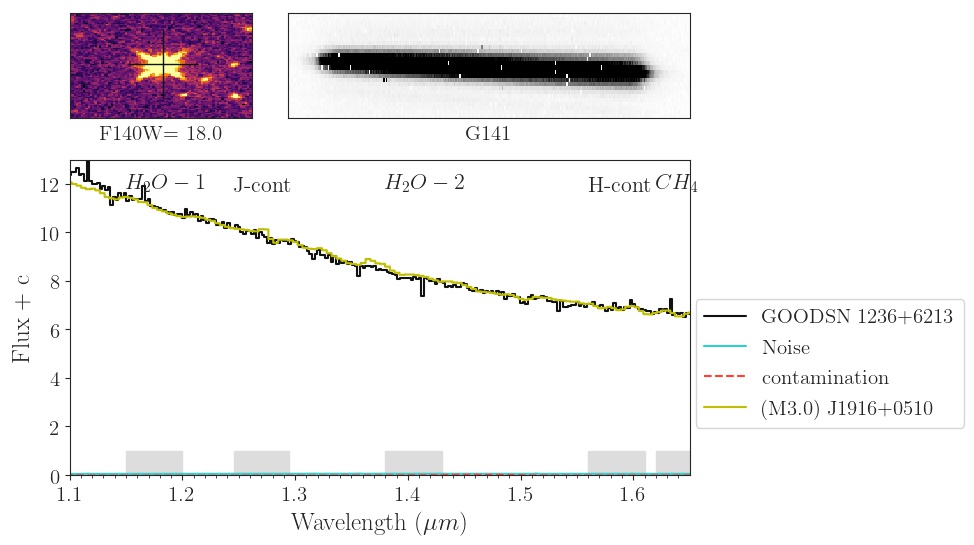 F140W= 18.0
G141
H₂O − 1
J-cont
H₂O − 2
H-cont
CH₄
12
10
8
6
4
2
0
Flux + c
1.1
1.2
1.3
1.4
1.5
1.6
Wavelength (μm)
GOODSN 1236+6213
Noise
contamination
(M3.0) J1916+0510